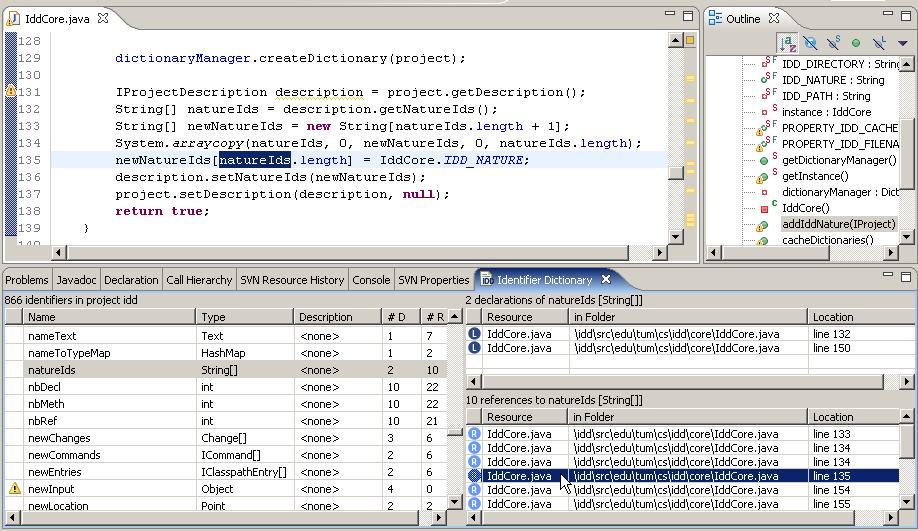 IddCore.java
128
129 dictionaryManager.createDictionary(project);
130
131 IProjectDescription description = project.getDescription();
132 String[] natureIds = description.getNatureIds();
133 String[] newNatureIds = new String[natureIds.length + 1];
134 System.arraycopy(natureIds, 0, newNatureIds, 0, natureIds.length);
135 newNatureIds[natureIds.length] = IddCore.IDD_NATURE;
136 description.setNatureIds(newNatureIds);
137 project.setDescription(description, null);
138 return true;
139 }
140
Outline
IDD_DIRECTORY : String
IDD_NATURE : String
IDD_PATH : String
instance : IddCore
PROPERTY_IDD_CACHE
PROPERTY_IDD_FILENA
getDictionaryManager()
getInstance()
dictionaryManager : Dict
IddCore()
addIddNature(IProject)
cacheDictionaries()
Problems Javadoc Declaration Call Hierarchy SVN Resource History Console SVN Properties Identifier Dictionary
866 identifiers in project idd
Name Type Description # D # R
nameText Text <none> 1 7
nameToTypeMap HashMap <none> 1 2
natureIds String[] <none> 2 10
nbDecl int <none> 10 22
nbMeth int <none> 10 22
nbRef int <none> 10 21
newChanges Change[] <none> 3 6
newCommands ICommand[] <none> 2 6
newEntries IClasspathEntry[] <none> 2 6
newInput Object <none> 4 0
newLocation Point <none> 2 2
2 declarations of natureIds [String[]]
Resource in Folder Location
L IddCore.java \idd\src\edu\tum\cs\idd\core\IddCore.java line 132
L IddCore.java \idd\src\edu\tum\cs\idd\core\IddCore.java line 150
10 references to natureIds [String[]]
Resource in Folder Location
R IddCore.java \idd\src\edu\tum\cs\idd\core\IddCore.java line 133
R IddCore.java \idd\src\edu\tum\cs\idd\core\IddCore.java line 134
R IddCore.java \idd\src\edu\tum\cs\idd\core\IddCore.java line 134
IddCore.java \idd\src\edu\tum\cs\idd\core\IddCore.java line 135
R IddCore.java \idd\src\edu\tum\cs\idd\core\IddCore.java line 154
R IddCore.java \idd\src\edu\tum\cs\idd\core\IddCore.java line 155